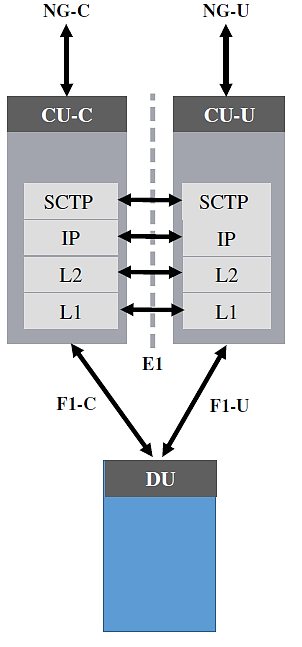 NG-C NG-U
CU-C CU-U
SCTP SCTP
IP IP
L2 L2
L1 L1
E1
F1-C F1-U
DU